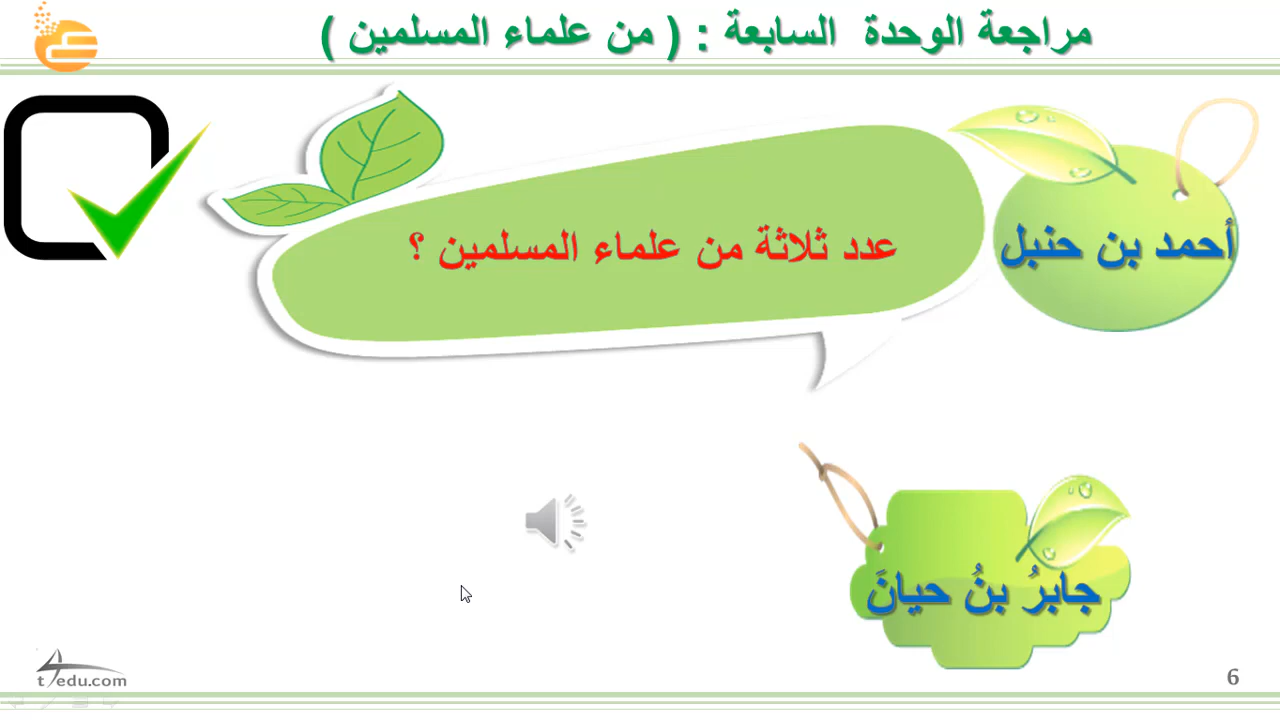 مراجعة الوحدة السابعة : ( من علماء المسلمين )
عدد ثلاثة من علماء المسلمين ؟
أحمد بن حنبل
جابرُ بنُ حيانَ
t4edu.com
6